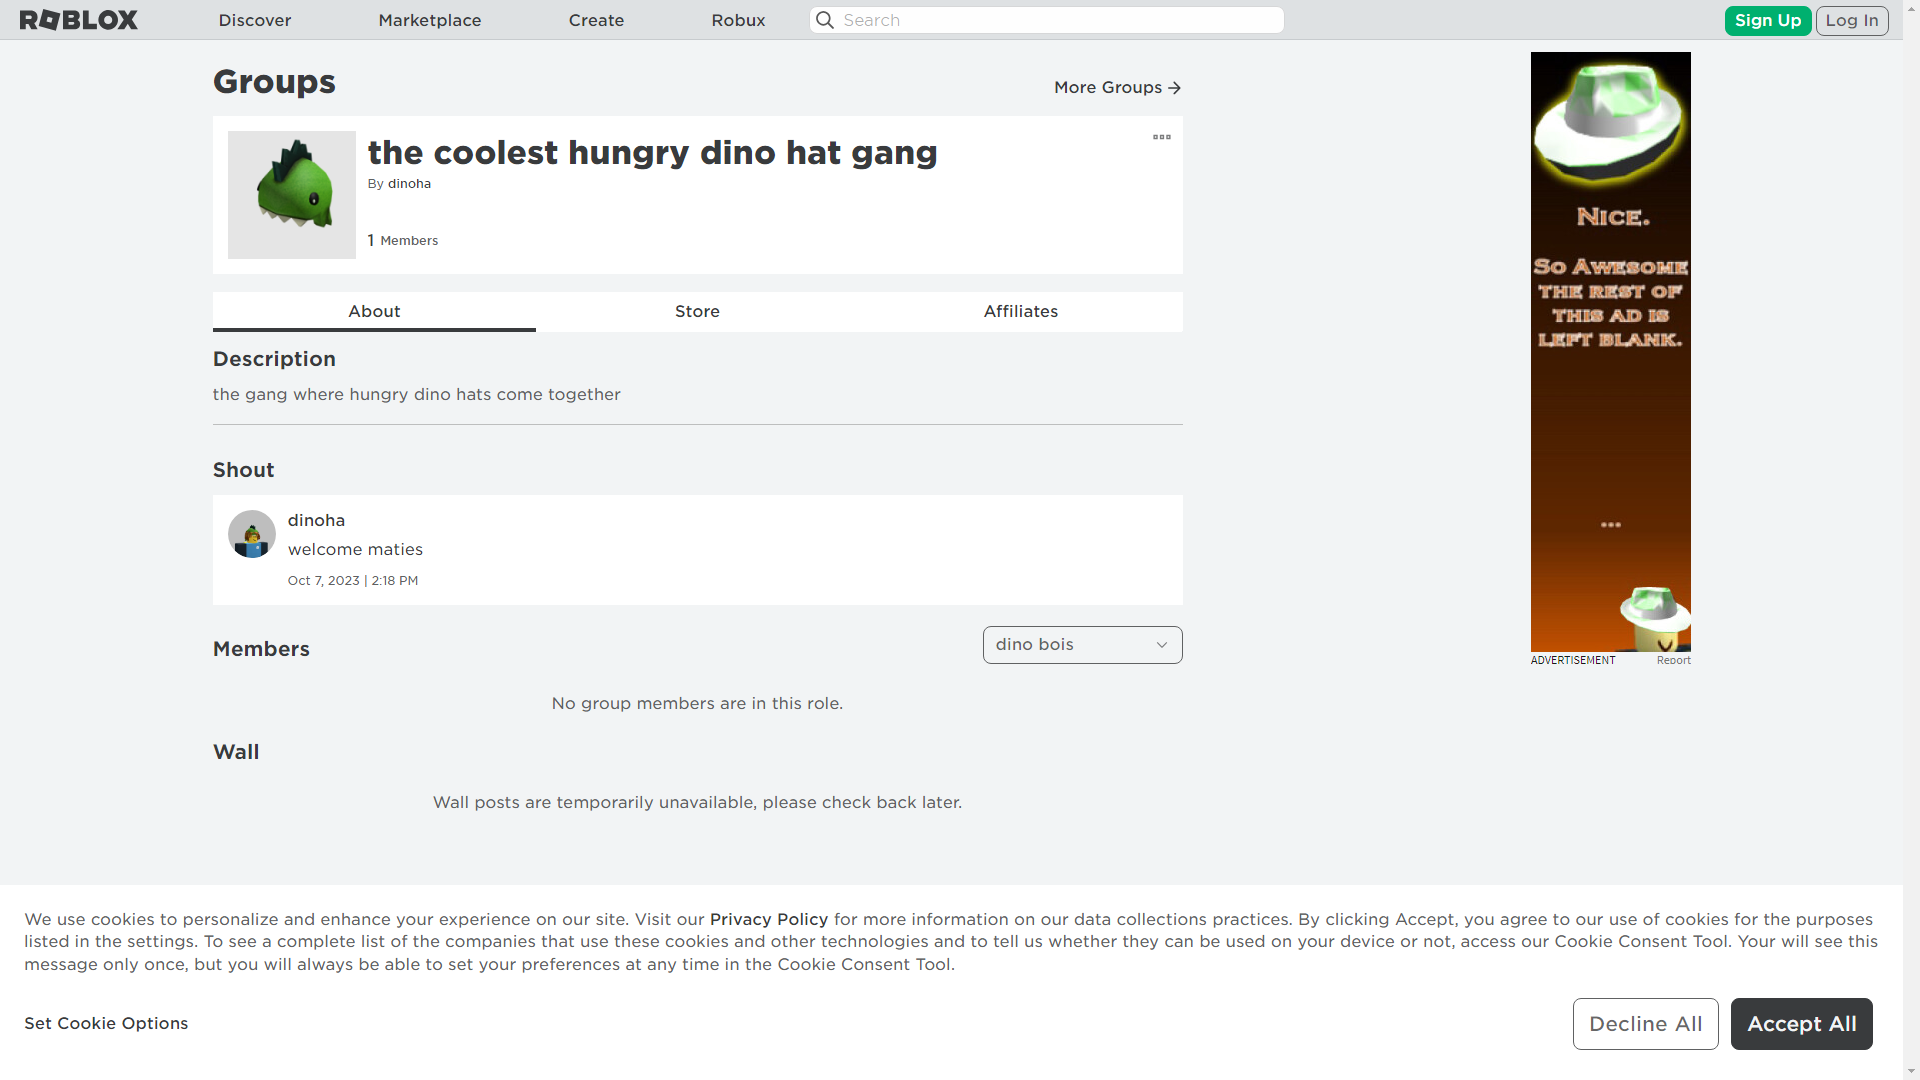 ROBLOX
Discover
Marketplace
Create
Robux
Search
Sign Up
Log In
Groups
More Groups
the coolest hungry dino hat gang
By dinoha
1 Members
About
Store
Affiliates
Description
the gang where hungry dino hats come together
Shout
dinoha
welcome maties
Oct 7, 2023 | 2:18 PM
Members
dino bois
No group members are in this role.
Wall
Wall posts are temporarily unavailable, please check back later.
Nice.
So Awesome
the rest of
this ad is
left blank.
...
ADVERTISEMENT
Report
We use cookies to personalize and enhance your experience on our site. Visit our Privacy Policy for more information on our data collections practices. By clicking Accept, you agree to our use of cookies for the purposes
listed in the settings. To see a complete list of the companies that use these cookies and other technologies and to tell us whether they can be used on your device or not, access our Cookie Consent Tool. Your will see this
message only once, but you will always be able to set your preferences at any time in the Cookie Consent Tool.
Set Cookie Options
Decline All
Accept All